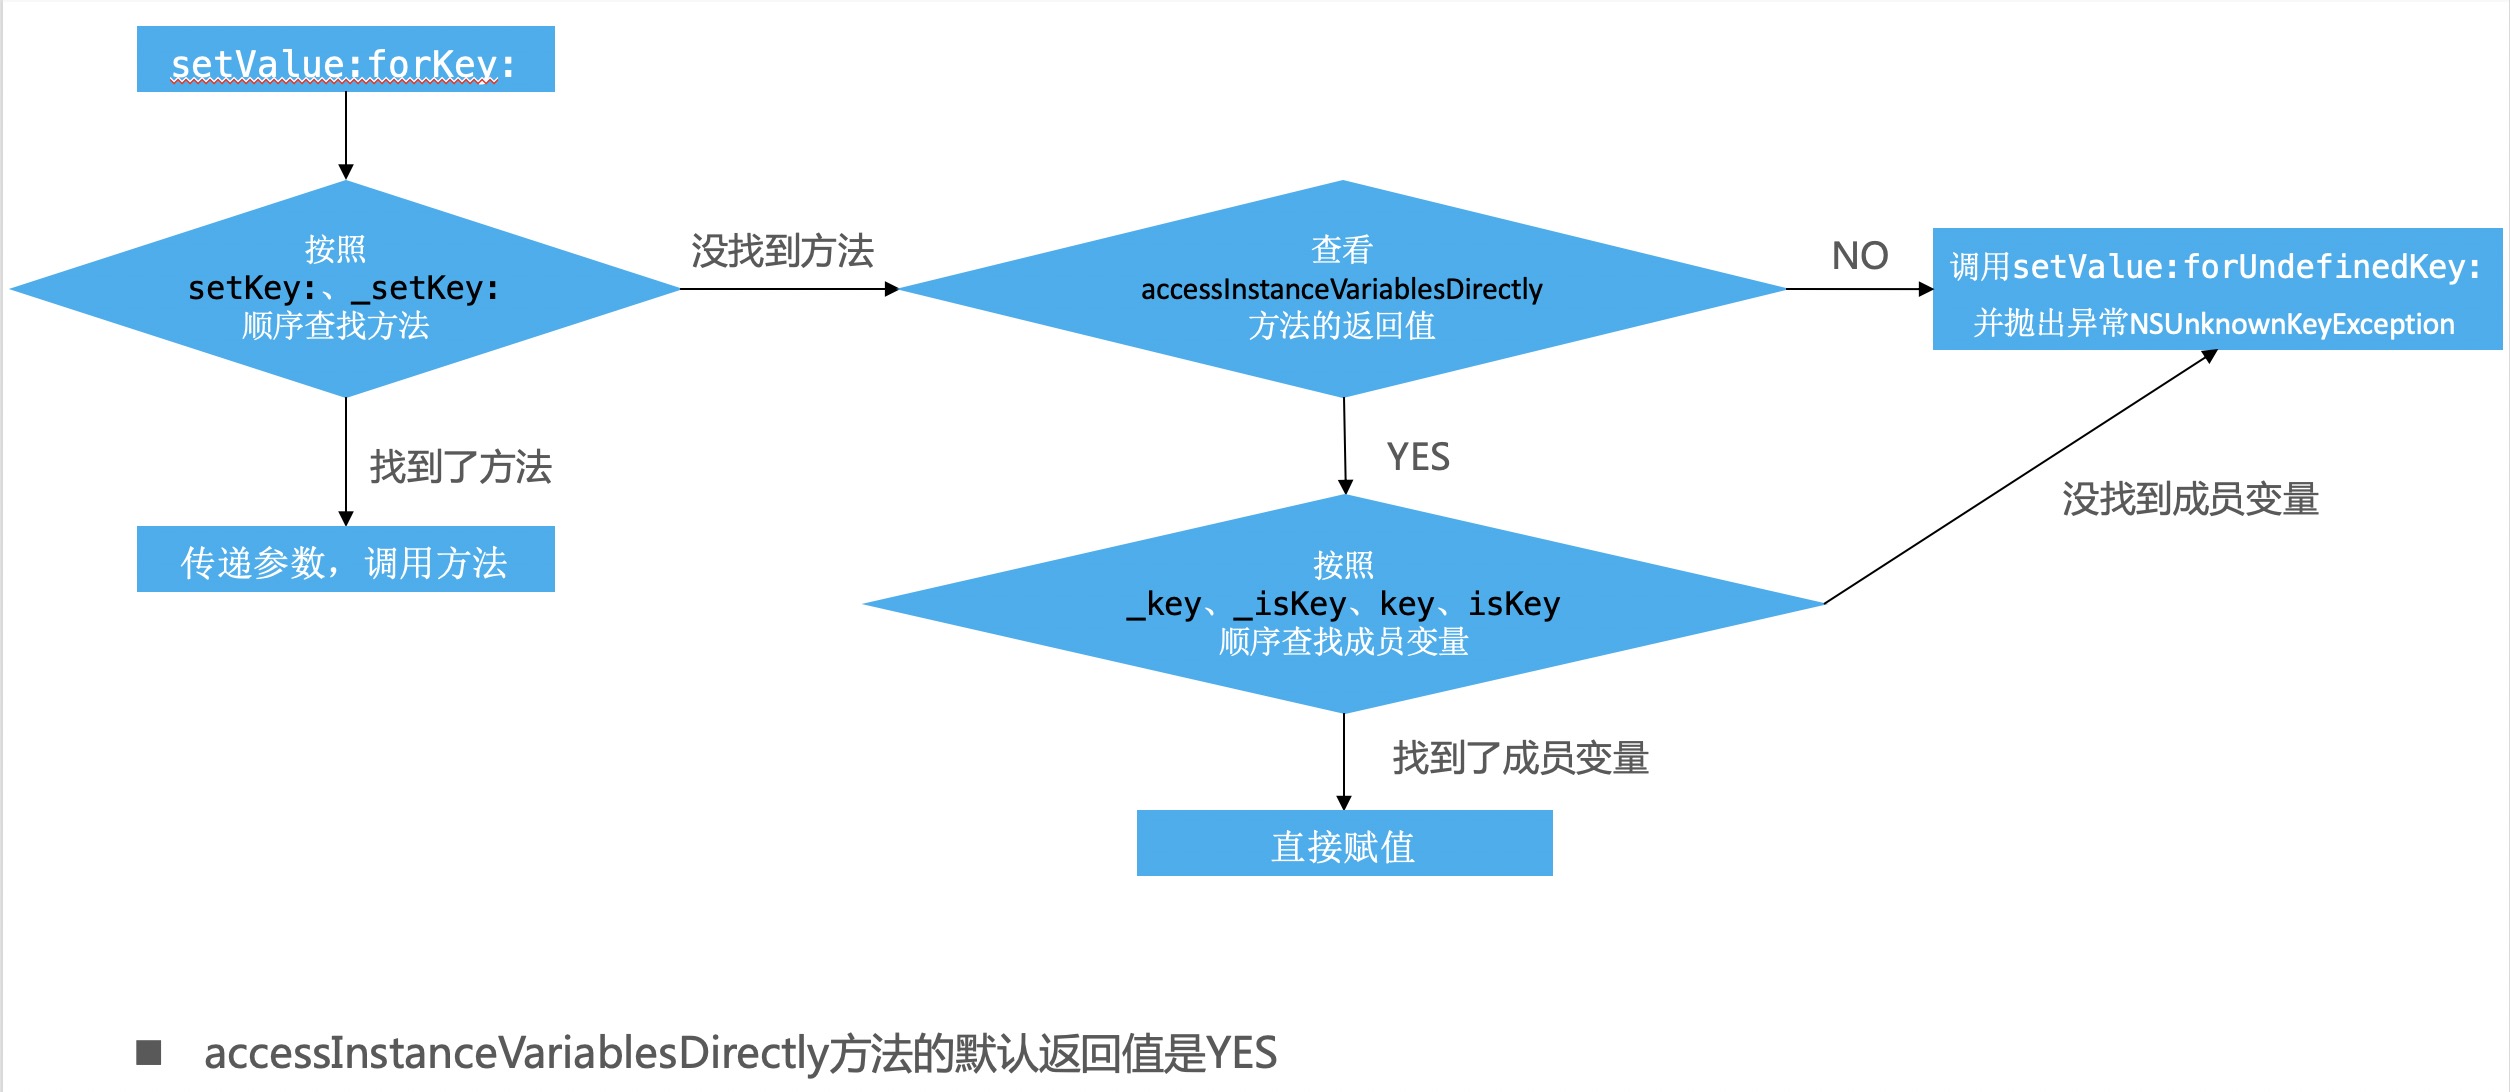 setValue:forKey:
按照
setKey:、_setKey:
顺序查找方法
没找到方法
查看
accessInstanceVariablesDirectly
方法的返回值
NO
调用setValue:forUndefinedKey:
并抛出异常NSUnknownKeyException
找到了方法
传递参数，调用方法
YES
没找到成员变量
按照
_key、_isKey、key、isKey
顺序查找成员变量
找到了成员变量
直接赋值
■ accessInstanceVariablesDirectly方法的默认返回值是YES